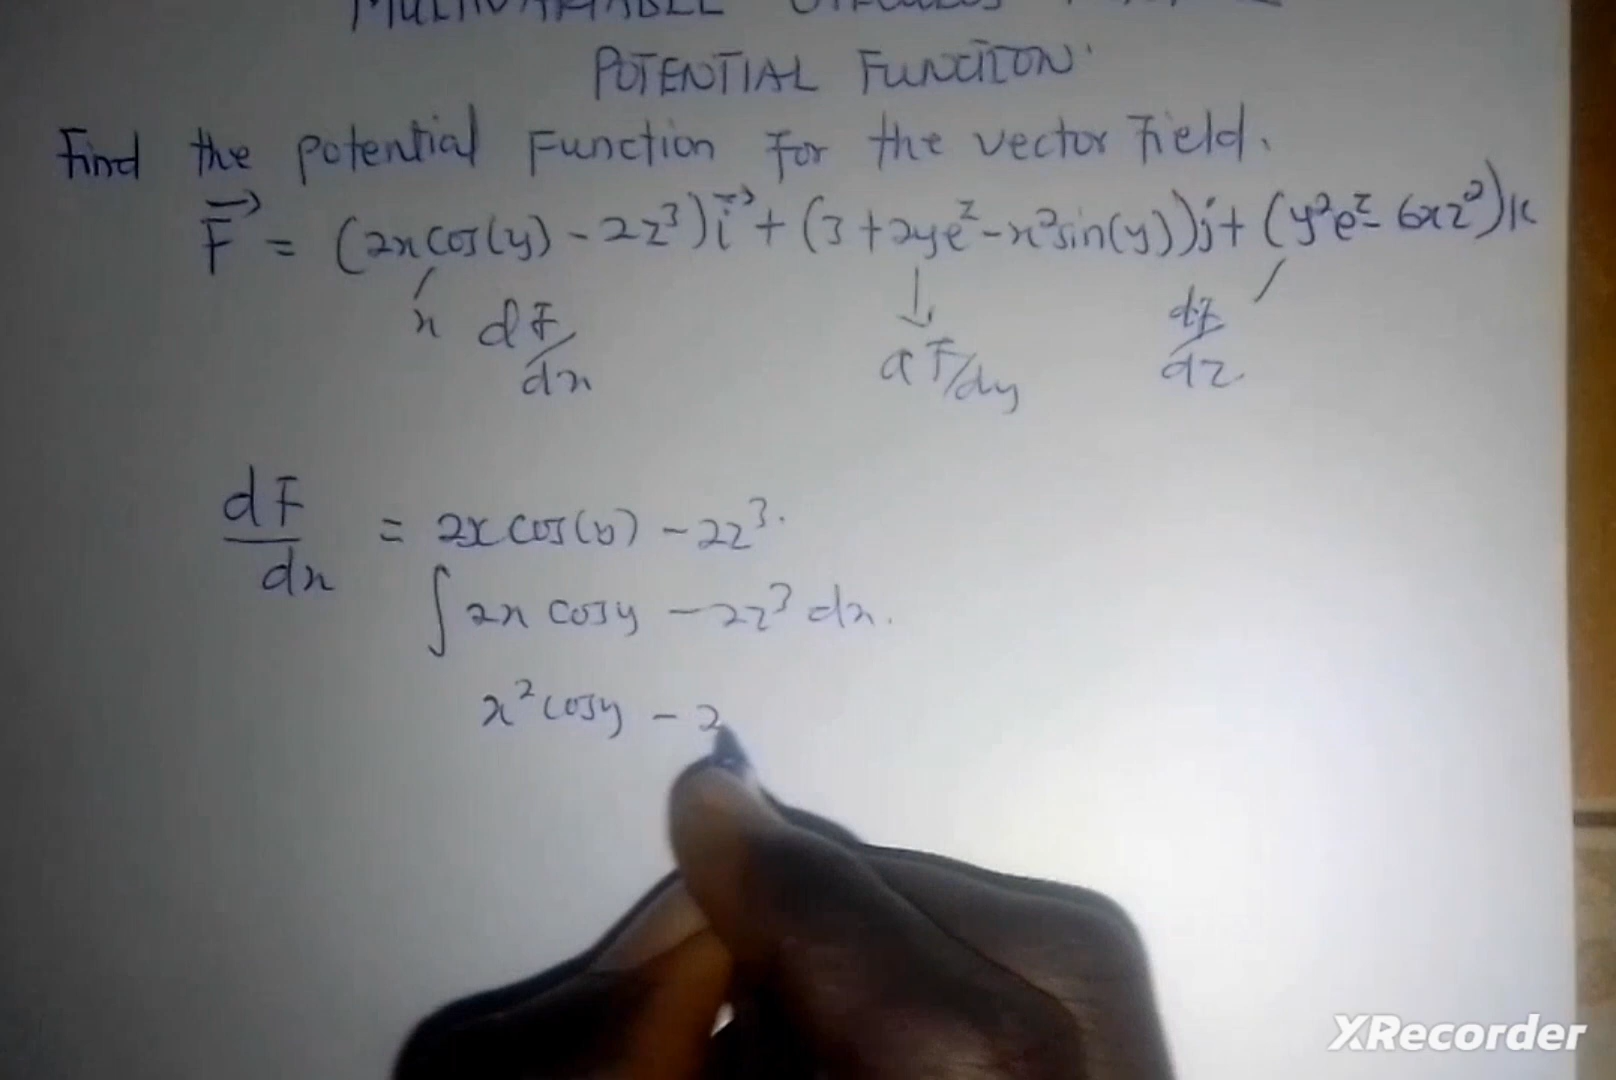 POTENTIAL FUNCTION
Find the potential Function For the vector Field.
F = (2x cos(y) - 2z³)i + (3 + 2ye^z - x²sin(y))j + (y²e^z - 6xz²)k
x dF/dx dF/dy dF/dz
dF/dx = 2x cos(y) - 2z³.
∫ 2x cosy - 2z³ dx.
x² cosy - 2
XRecorder